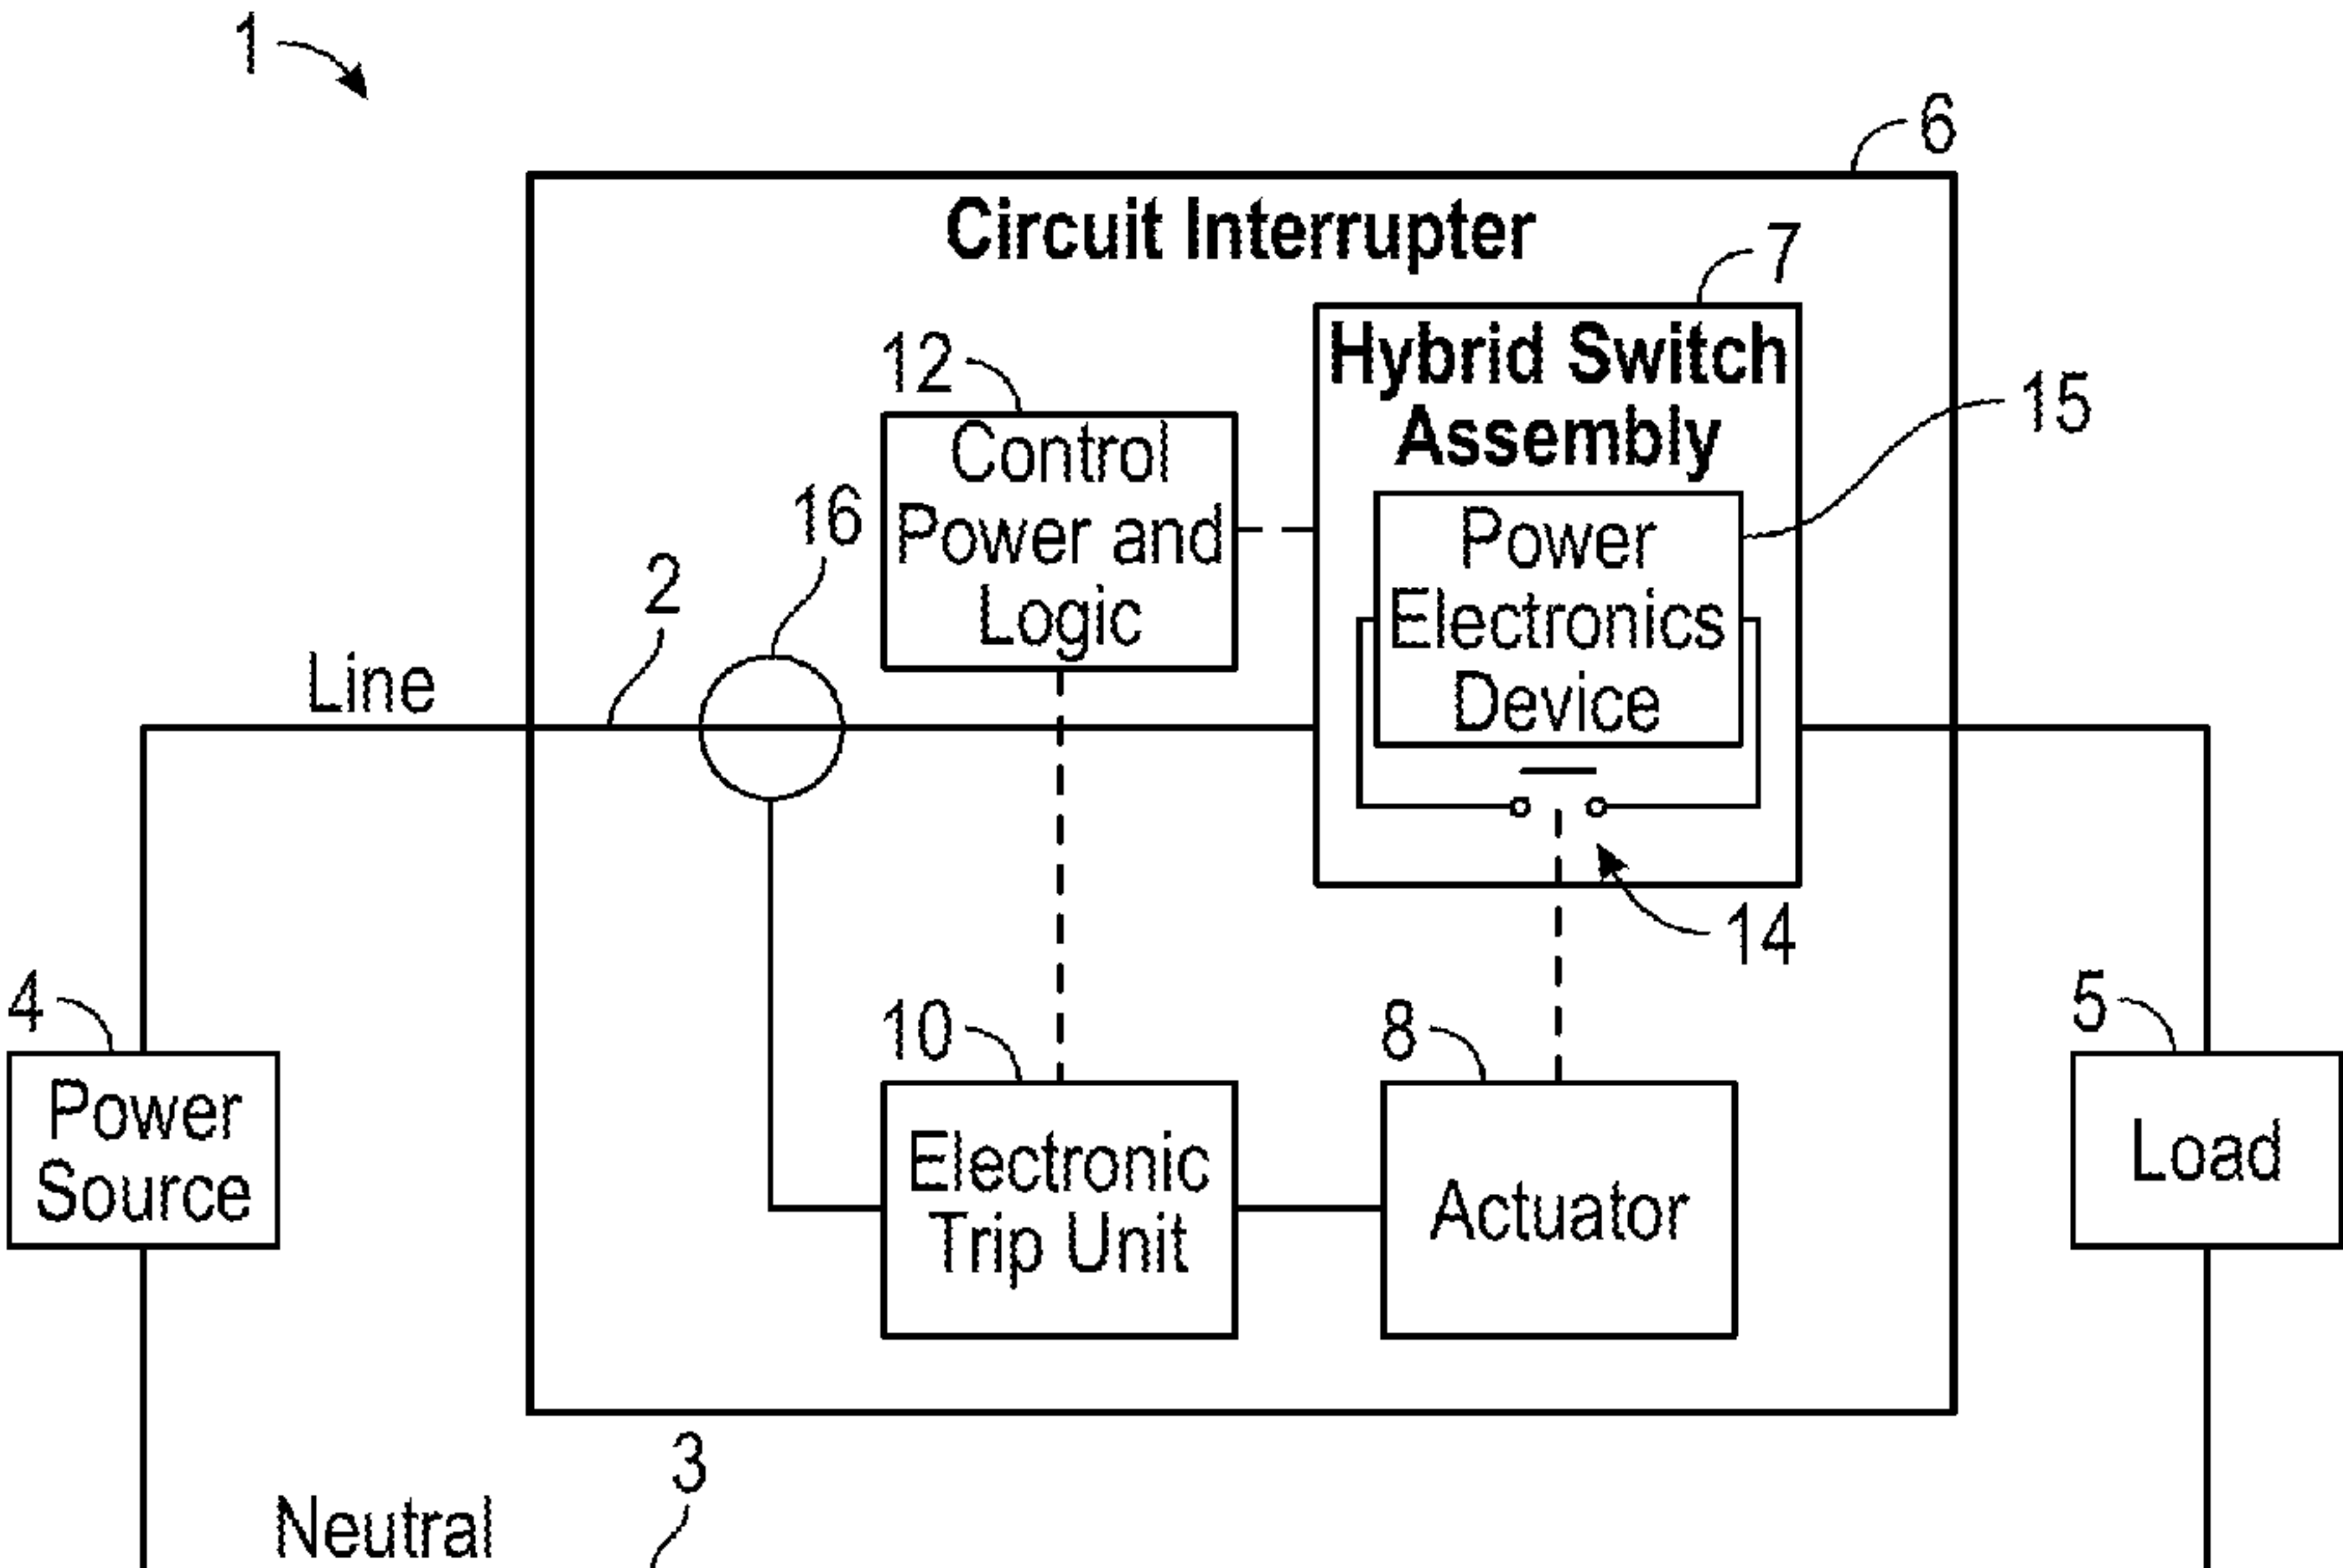 1
6
Circuit Interrupter
7
12
Hybrid Switch
Assembly
15
Control
Power and
Logic
16
Power
Electronics
Device
2
Line
14
4
10
8
5
Power
Source
Electronic
Trip Unit
Actuator
Load
3
Neutral